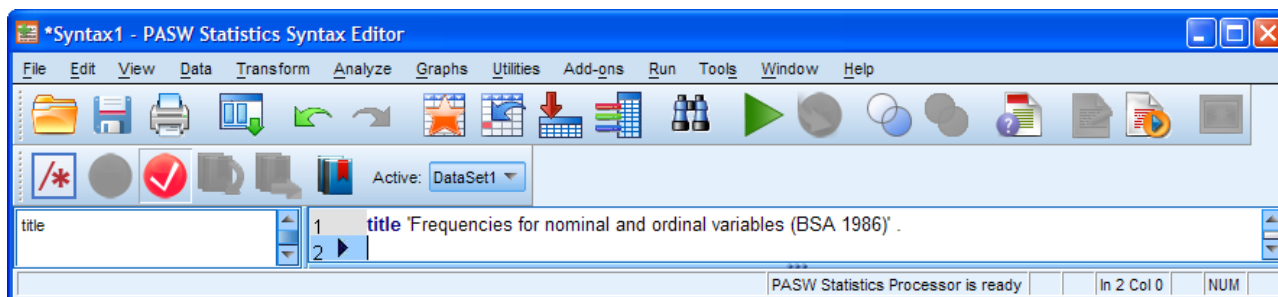 *Syntax1 - PASW Statistics Syntax Editor
File Edit View Data Transform Analyze Graphs Utilities Add-ons Run Tools Window Help
/*
Active: DataSet1
title
1 title 'Frequencies for nominal and ordinal variables (BSA 1986)' .
2
PASW Statistics Processor is ready In 2 Col 0 NUM